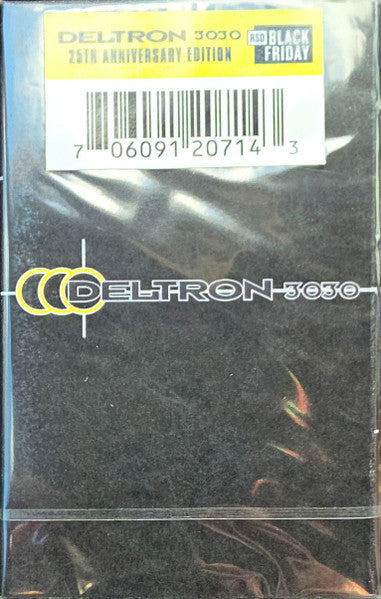 DELTRON 3030
25TH ANNIVERSARY EDITION
RSD BLACK
FRIDAY
7 06091 20714 3
DELTRON 3030